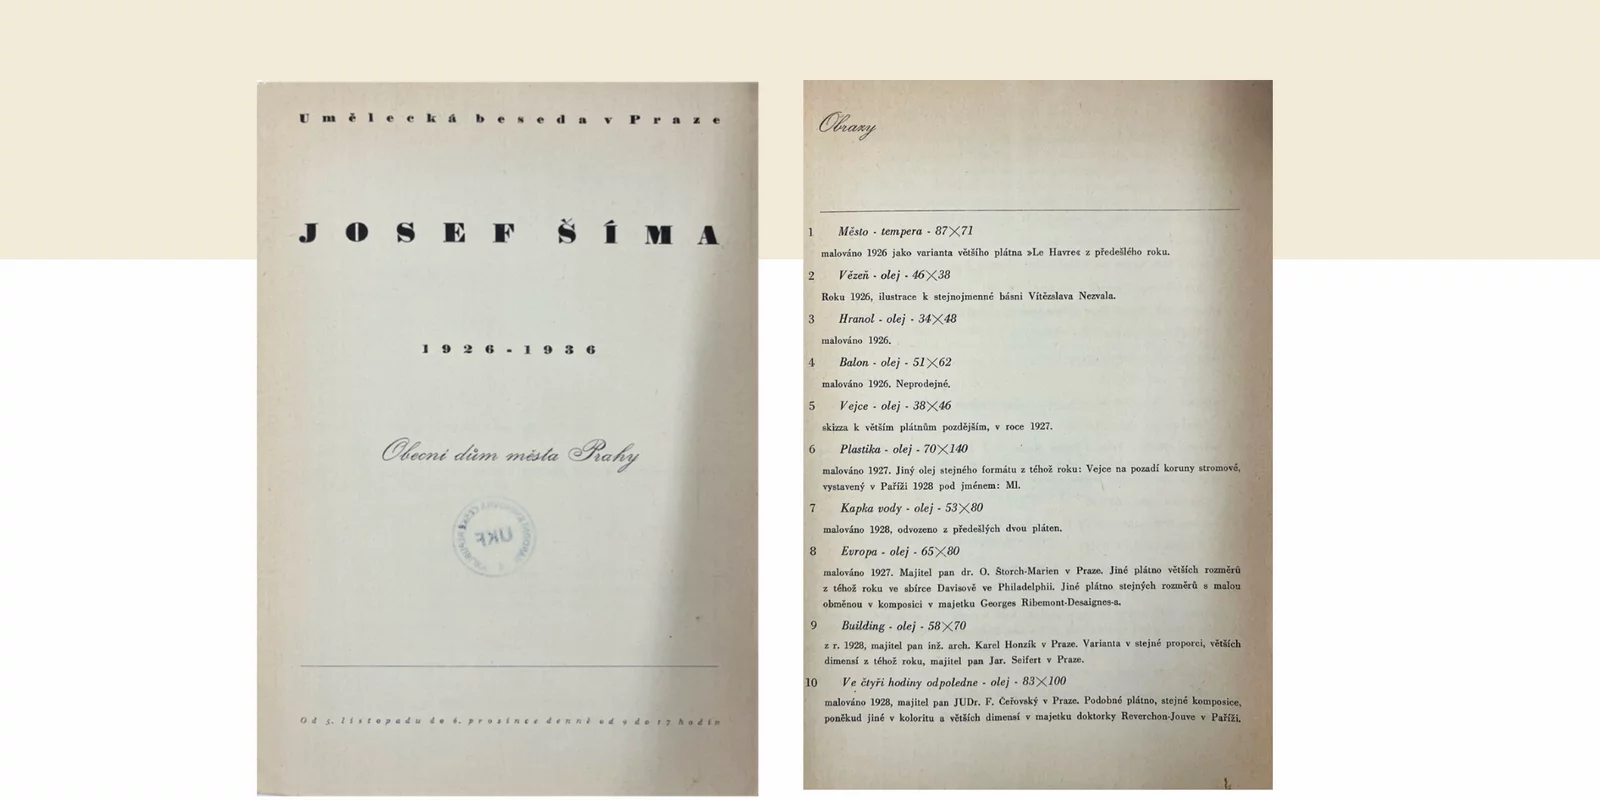 Umělecká beseda v Praze
JOSEF ŠÍMA
1926-1936
Obecní dům města Prahy
UKE
Od 5. listopadu do 6. prosince denně od 9 do 17 hodin
Obrazy
1 Město - tempera - 87×71
malováno 1926 jako varianta většího plátna »Le Havre« z předešlého roku.
2 Vězeň - olej - 46×38
Roku 1926, ilustrace k stejnojmenné básni Vítězslava Nezvala.
3 Hranol - olej - 34×48
malováno 1926.
4 Balon - olej - 51×62
malováno 1926. Neprodejné.
5 Vejce - olej - 38×46
skizza k větším plátnům pozdějším, v roce 1927.
6 Plastika - olej - 70×140
malováno 1927. Jiný olej stejného formátu z téhož roku: Vejce na pozadí koruny stromové,
vystavený v Paříži 1928 pod jménem: Ml.
7 Kapka vody - olej - 53×80
malováno 1928, odvozeno z předešlých dvou pláten.
8 Evropa - olej - 65×80
malováno 1927. Majitel pan dr. O. Štorch-Marien v Praze. Jiné plátno větších rozměrů
z téhož roku ve sbírce Davisově ve Philadelphii. Jiné plátno stejných rozměrů s malou
obměnou v komposici v majetku Georges Ribemont-Desaignes-a.
9 Building - olej - 58×70
z r. 1928, majitel pan inž. arch. Karel Honzík v Praze. Varianta v stejné proporci, větších
dimensí z téhož roku, majitel pan Jar. Seifert v Praze.
10 Ve čtyři hodiny odpoledne - olej - 83×100
malováno 1928, majitel pan JUDr. F. Čeřovský v Praze. Podobné plátno, stejné komposice,
poněkud jiné v koloritu a větších dimensí v majetku doktorky Reverchon-Jouve v Paříži.